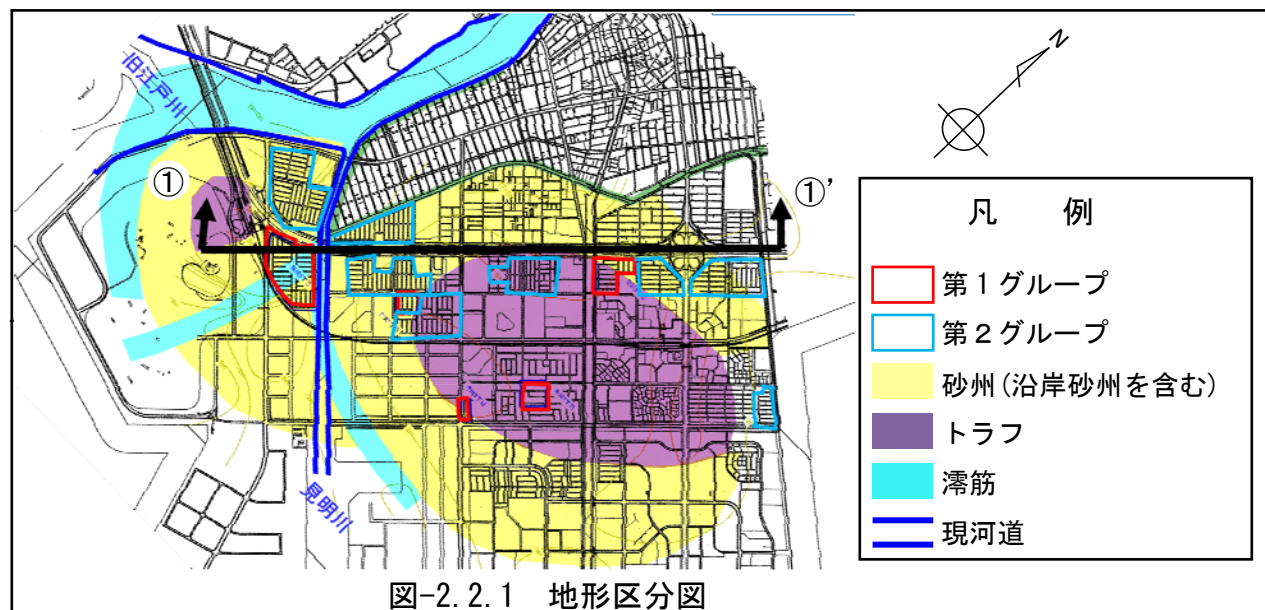 旧江戸川
①
①’
見明川
N
凡 例
第１グループ
第２グループ
砂州(沿岸砂州を含む)
トラフ
澪筋
現河道
図-2.2.1 地形区分図